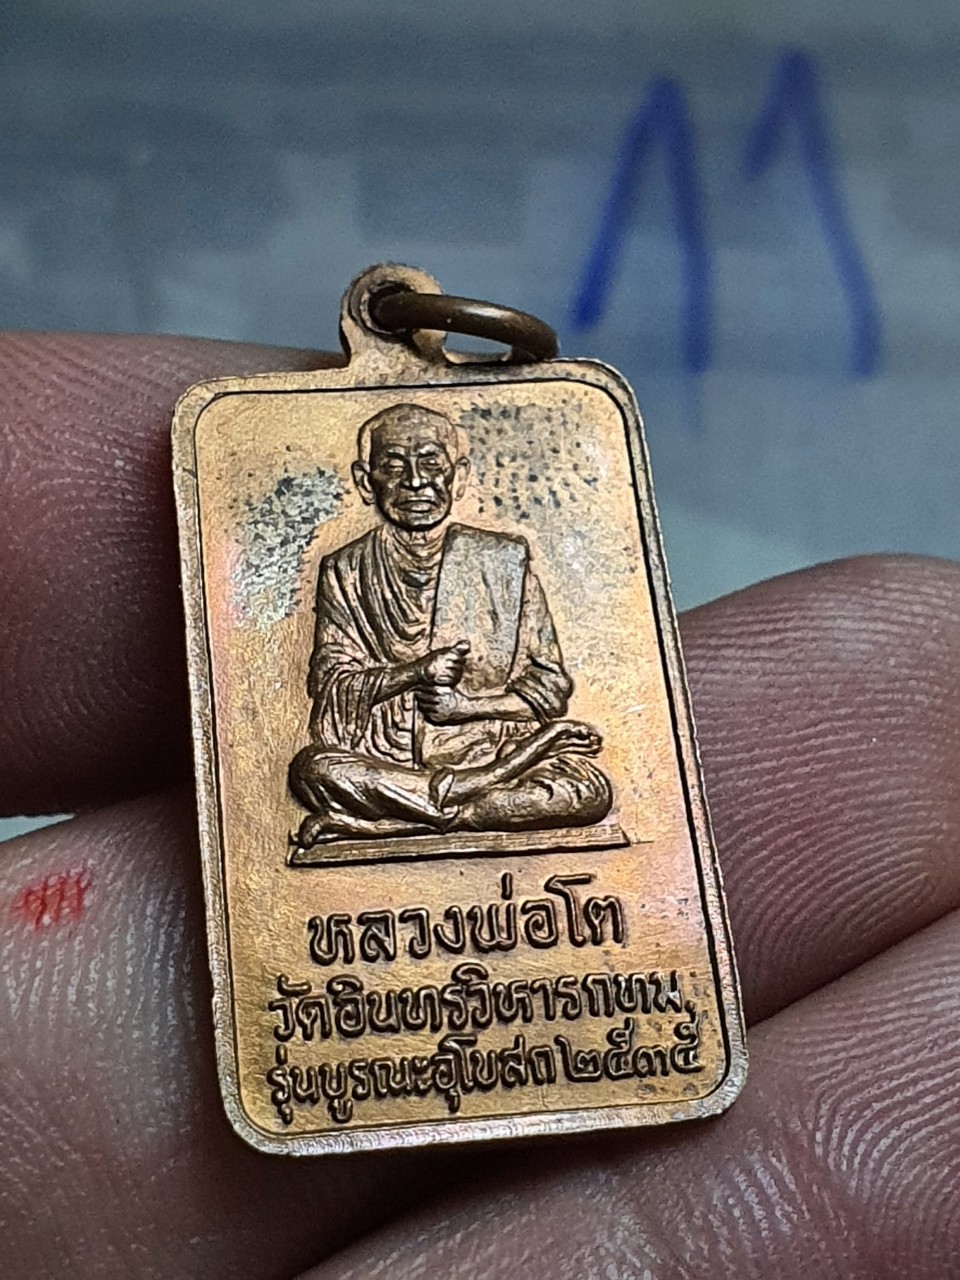 11
หลวงพ่อโต
วัดอินทรวิหารกทม.
รุ่นบูรณะอุโบสถ๒๕๓๕